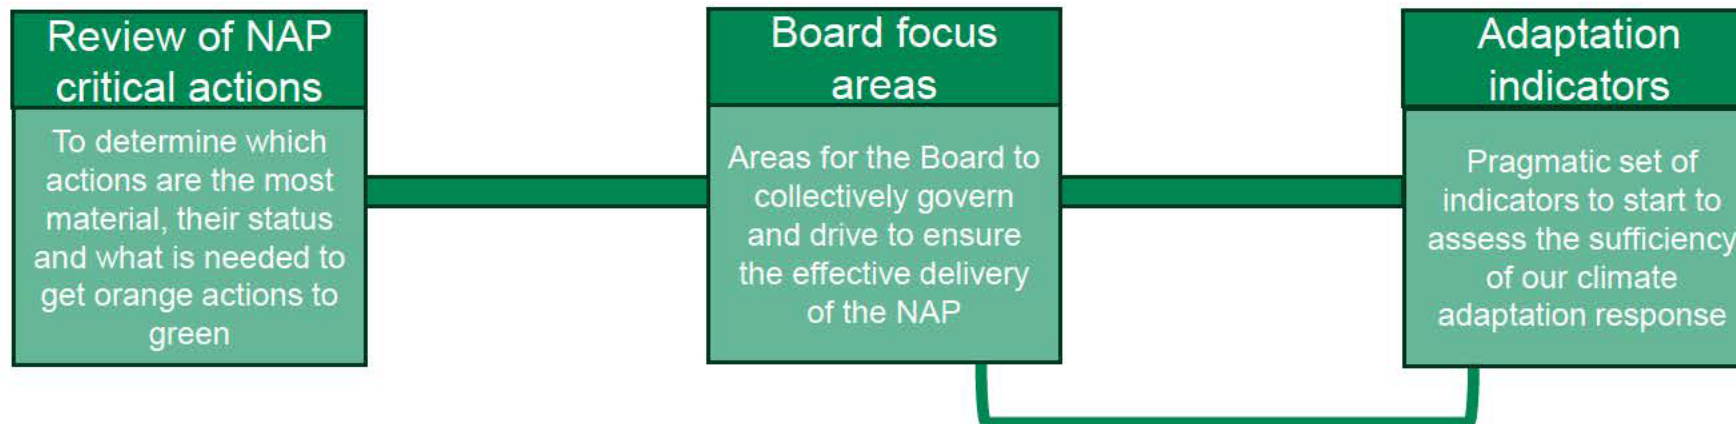 Review of NAP
critical actions
To determine which
actions are the most
material, their status
and what is needed to
get orange actions to
green
Board focus
areas
Areas for the Board to
collectively govern
and drive to ensure
the effective delivery
of the NAP
Adaptation
indicators
Pragmatic set of
indicators to start to
assess the sufficiency
of our climate
adaptation response